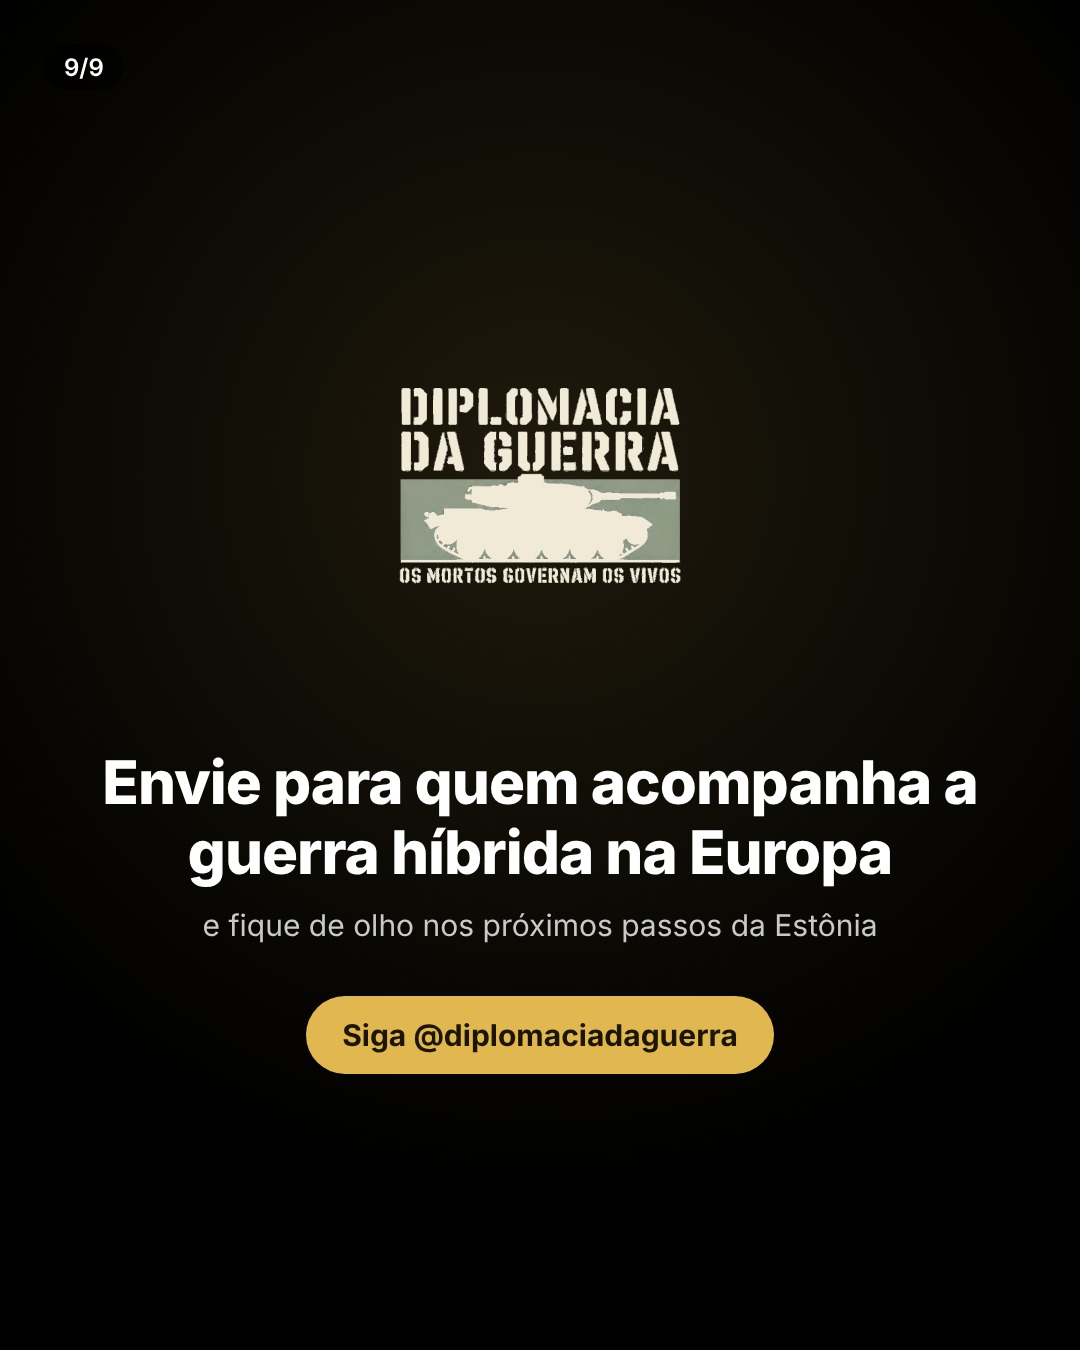 9/9
DIPLOMACIA
DA GUERRA
OS MORTOS GOVERNAM OS VIVOS
Envie para quem acompanha a
guerra híbrida na Europa
e fique de olho nos próximos passos da Estônia
Siga @diplomaciadaguerra